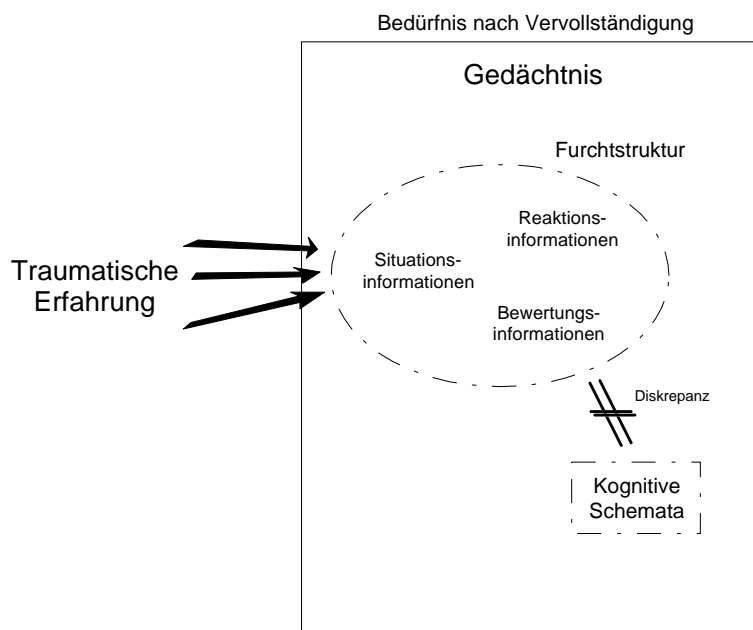 Bedürfnis nach Vervollständigung
Gedächtnis
Furchtstruktur
Reaktions-
informationen
Situations-
informationen
Traumatische
Erfahrung
Bewertungs-
informationen
Diskrepanz
Kognitive
Schemata